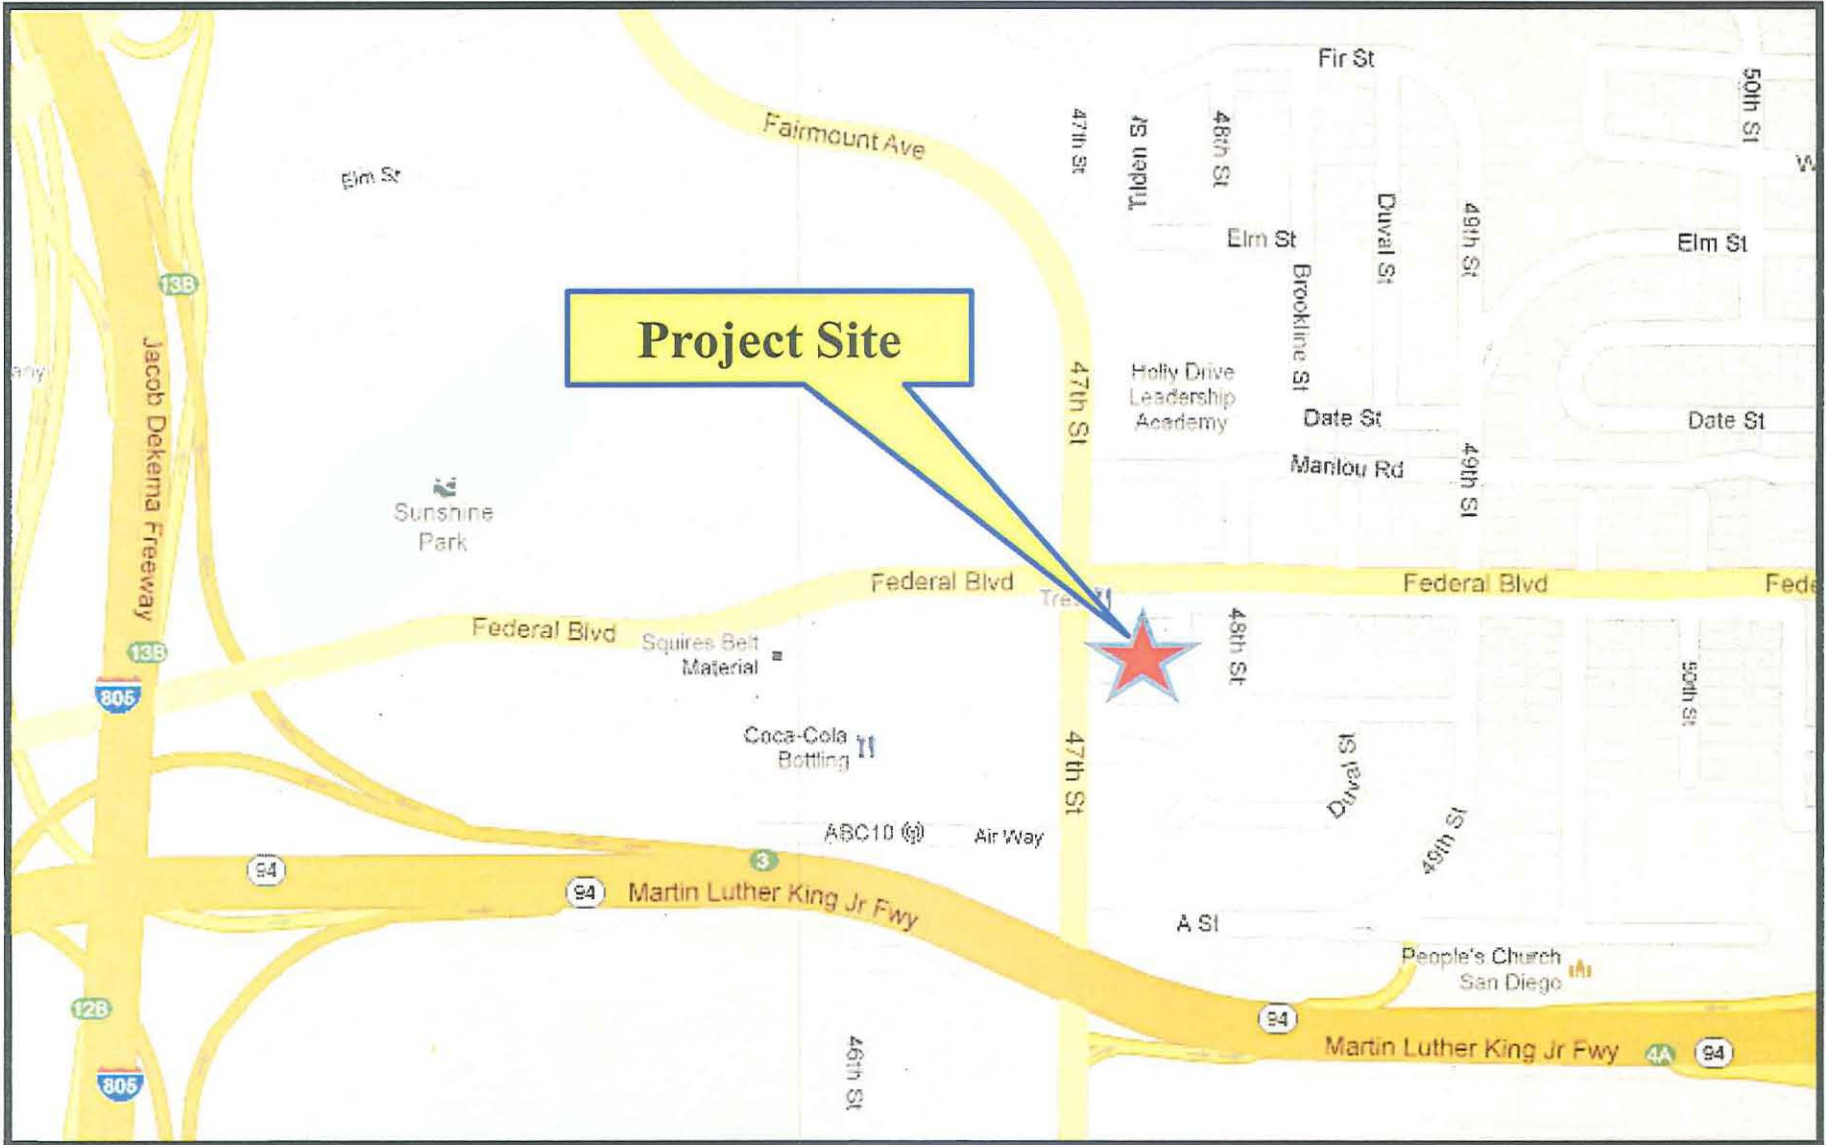 Fir St
50th St
Fairmount Ave
47th St
Tilden St
48th St
Elm St
Duval St
49th St
Elm St
Elm St
13B
Brookline St
Project Site
Jacob Dekema Freeway
any
47th St
Holly Drive
Leadership
Academy
Date St
Date St
Manlou Rd
49th St
Sunshine
Park
Federal Blvd
Federal Blvd
Fede
Federal Blvd
Squires Belt
Material
48th St
13B
805
50th St
Coca-Cola
Bottling
47th St
Duval St
ABC10
Air Way
49th St
3
94
94
Martin Luther King Jr Fwy
A St
People's Church
San Diego
12B
94
Martin Luther King Jr Fwy
4A
94
805
46th St